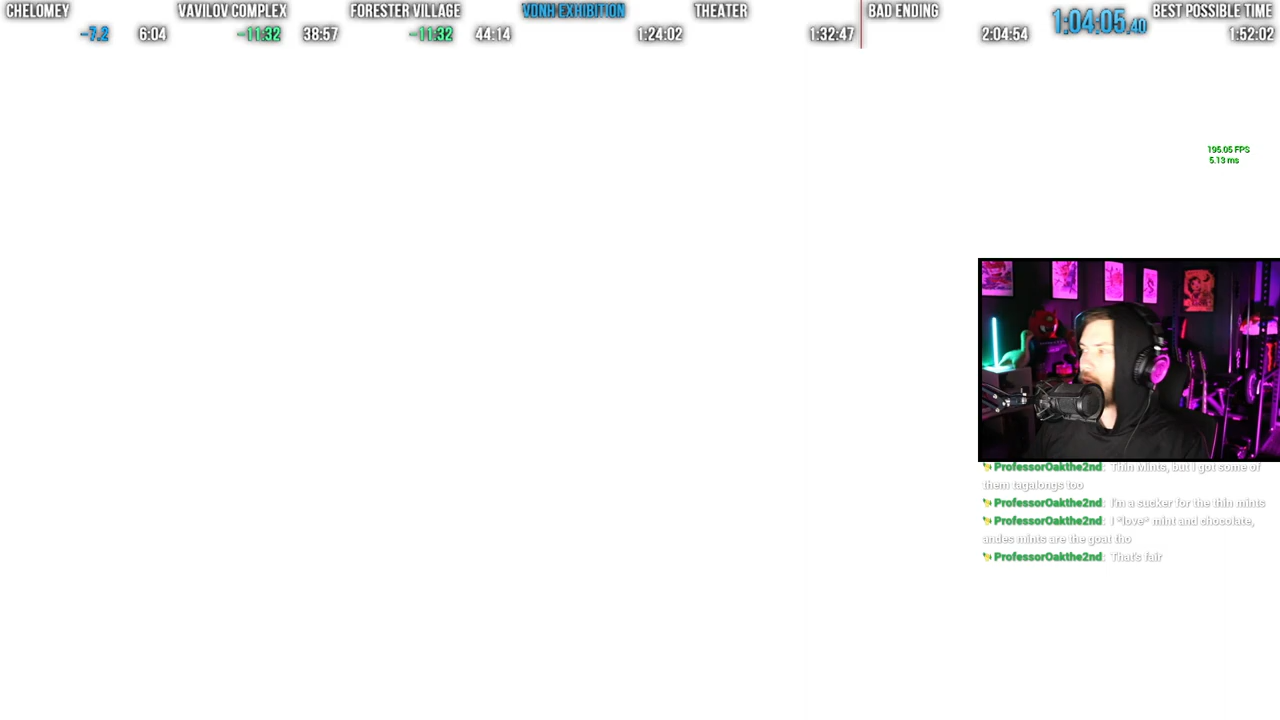 CHELOMEY VAVILOV COMPLEX FORESTER VILLAGE VDNH EXHIBITION THEATER BAD ENDING 1:04:05.40 BEST POSSIBLE TIME
-7.2 6:04 -11:32 38:57 -11:32 44:14 1:24:02 1:32:47 2:04:54 1:52:02
195.05 FPS
5.13 ms
ProfessorOakthe2nd: Thin Mints, but i got some of
them tagalongs too
ProfessorOakthe2nd: I'm a sucker for the thin mints
ProfessorOakthe2nd: I *love* mint and chocolate,
andes mints are the goat tho
ProfessorOakthe2nd: That's fair